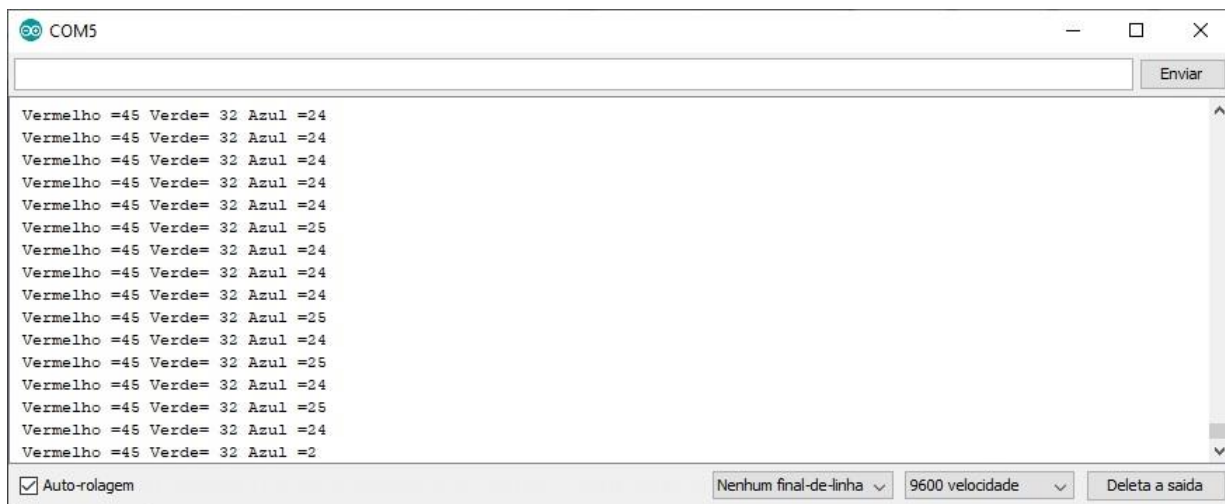 COM5
Enviar
Vermelho =45 Verde= 32 Azul =24
Vermelho =45 Verde= 32 Azul =24
Vermelho =45 Verde= 32 Azul =24
Vermelho =45 Verde= 32 Azul =24
Vermelho =45 Verde= 32 Azul =24
Vermelho =45 Verde= 32 Azul =25
Vermelho =45 Verde= 32 Azul =24
Vermelho =45 Verde= 32 Azul =24
Vermelho =45 Verde= 32 Azul =24
Vermelho =45 Verde= 32 Azul =25
Vermelho =45 Verde= 32 Azul =24
Vermelho =45 Verde= 32 Azul =25
Vermelho =45 Verde= 32 Azul =24
Vermelho =45 Verde= 32 Azul =25
Vermelho =45 Verde= 32 Azul =24
Vermelho =45 Verde= 32 Azul =2
Auto-rolagem Nenhum final-de-linha 9600 velocidade Deleta a saida